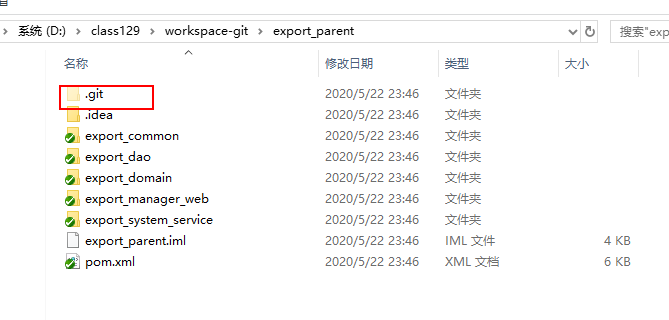 系统 (D:) > class129 > workspace-git > export_parent 搜索"exp
名称 修改日期 类型 大小
.git 2020/5/22 23:46 文件夹
.idea 2020/5/22 23:46 文件夹
export_common 2020/5/22 23:46 文件夹
export_dao 2020/5/22 23:46 文件夹
export_domain 2020/5/22 23:46 文件夹
export_manager_web 2020/5/22 23:46 文件夹
export_system_service 2020/5/22 23:46 文件夹
export_parent.iml 2020/5/22 23:46 IML 文件 4 KB
pom.xml 2020/5/22 23:46 XML 文档 6 KB